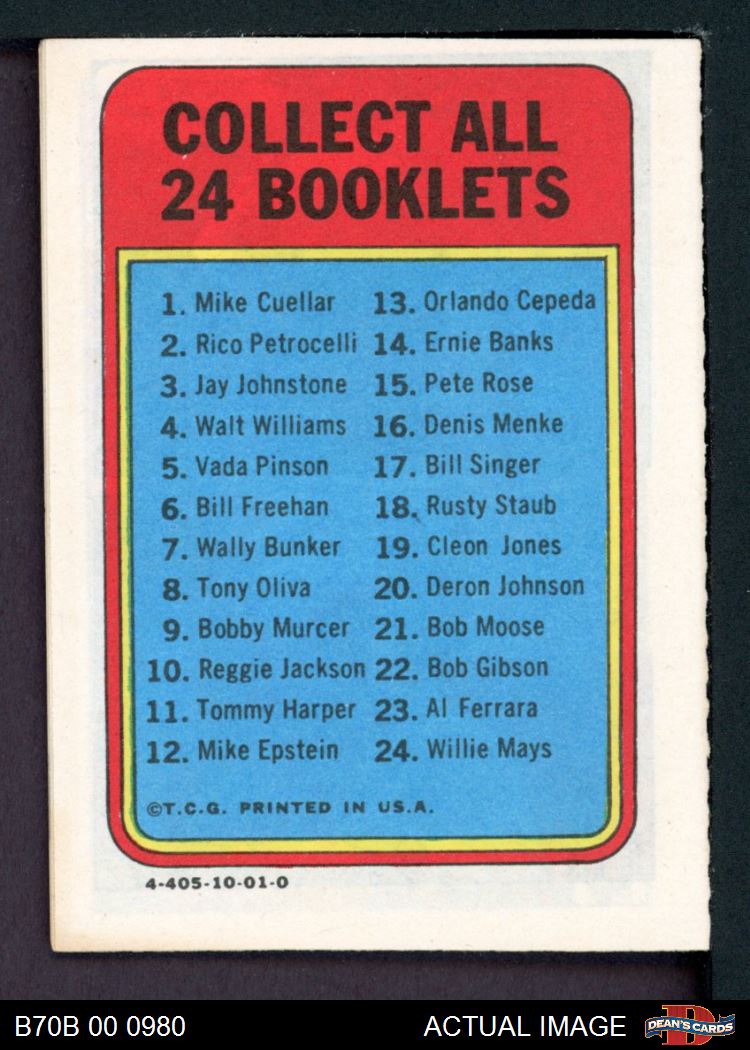 COLLECT ALL
24 BOOKLETS
1. Mike Cuellar
2. Rico Petrocelli
3. Jay Johnstone
4. Walt Williams
5. Vada Pinson
6. Bill Freehan
7. Wally Bunker
8. Tony Oliva
9. Bobby Murcer
10. Reggie Jackson
11. Tommy Harper
12. Mike Epstein
13. Orlando Cepeda
14. Ernie Banks
15. Pete Rose
16. Denis Menke
17. Bill Singer
18. Rusty Staub
19. Cleon Jones
20. Deron Johnson
21. Bob Moose
22. Bob Gibson
23. Al Ferrara
24. Willie Mays
©T.C.G. PRINTED IN U.S.A.
4-405-10-01-0
B70B 00 0980
ACTUAL IMAGE
D
DEAN'S CARDS